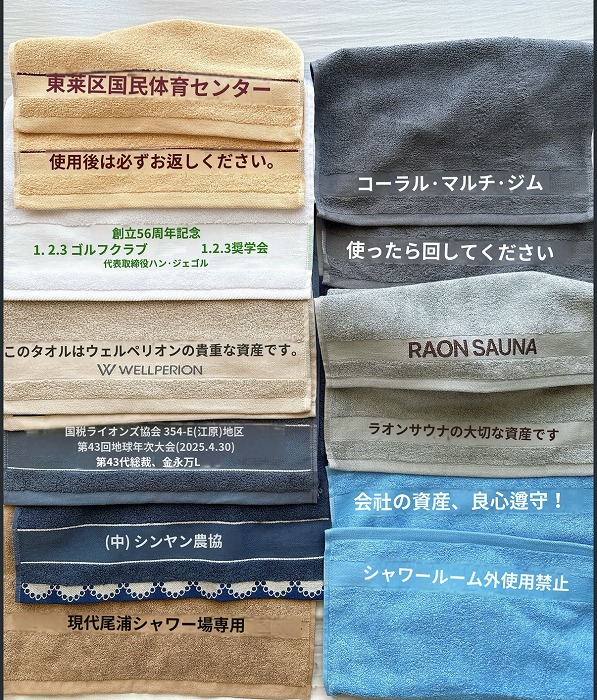 東莱区国民体育センター
使用後は必ずお返しください。
創立56周年記念
1. 2.3 ゴルフクラブ 1.2.3奨学会
代表取締役ハン・ジェゴル
このタオルはウェルペリオンの貴重な資産です。
WELLPERION
国税ライオンズ協会 354-E(江原)地区
第43回地球年次大会(2025.4.30)
第43代総裁、金永万L
(中) シンヤン農協
現代尾浦シャワー場専用
コーラル・マルチ・ジム
使ったら回してください
RAON SAUNA
ラオンサウナの大切な資産です
会社の資産、良心遵守！
シャワールーム外使用禁止